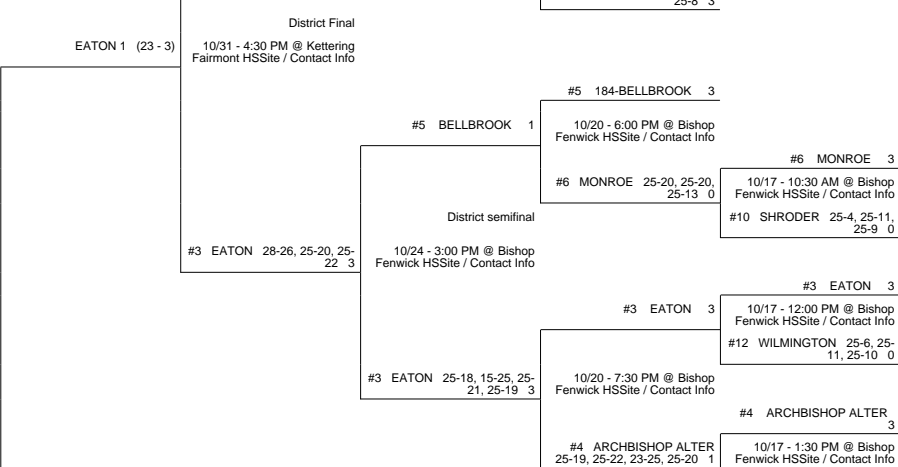 25-8 3
District Final
EATON 1 (23 - 3)
10/31 - 4:30 PM @ Kettering
Fairmont HSSite / Contact Info
#5 184-BELLBROOK 3
#5 BELLBROOK 1
10/20 - 6:00 PM @ Bishop
Fenwick HSSite / Contact Info
#6 MONROE 3
#6 MONROE 25-20, 25-20,
25-13 0
10/17 - 10:30 AM @ Bishop
Fenwick HSSite / Contact Info
#10 SHRODER 25-4, 25-11,
25-9 0
District semifinal
#3 EATON 28-26, 25-20, 25-
22 3
10/24 - 3:00 PM @ Bishop
Fenwick HSSite / Contact Info
#3 EATON 3
#3 EATON 3
10/17 - 12:00 PM @ Bishop
Fenwick HSSite / Contact Info
#12 WILMINGTON 25-6, 25-
11, 25-10 0
#3 EATON 25-18, 15-25, 25-
21, 25-19 3
10/20 - 7:30 PM @ Bishop
Fenwick HSSite / Contact Info
#4 ARCHBISHOP ALTER
3
#4 ARCHBISHOP ALTER
25-19, 25-22, 23-25, 25-20 1
10/17 - 1:30 PM @ Bishop
Fenwick HSSite / Contact Info